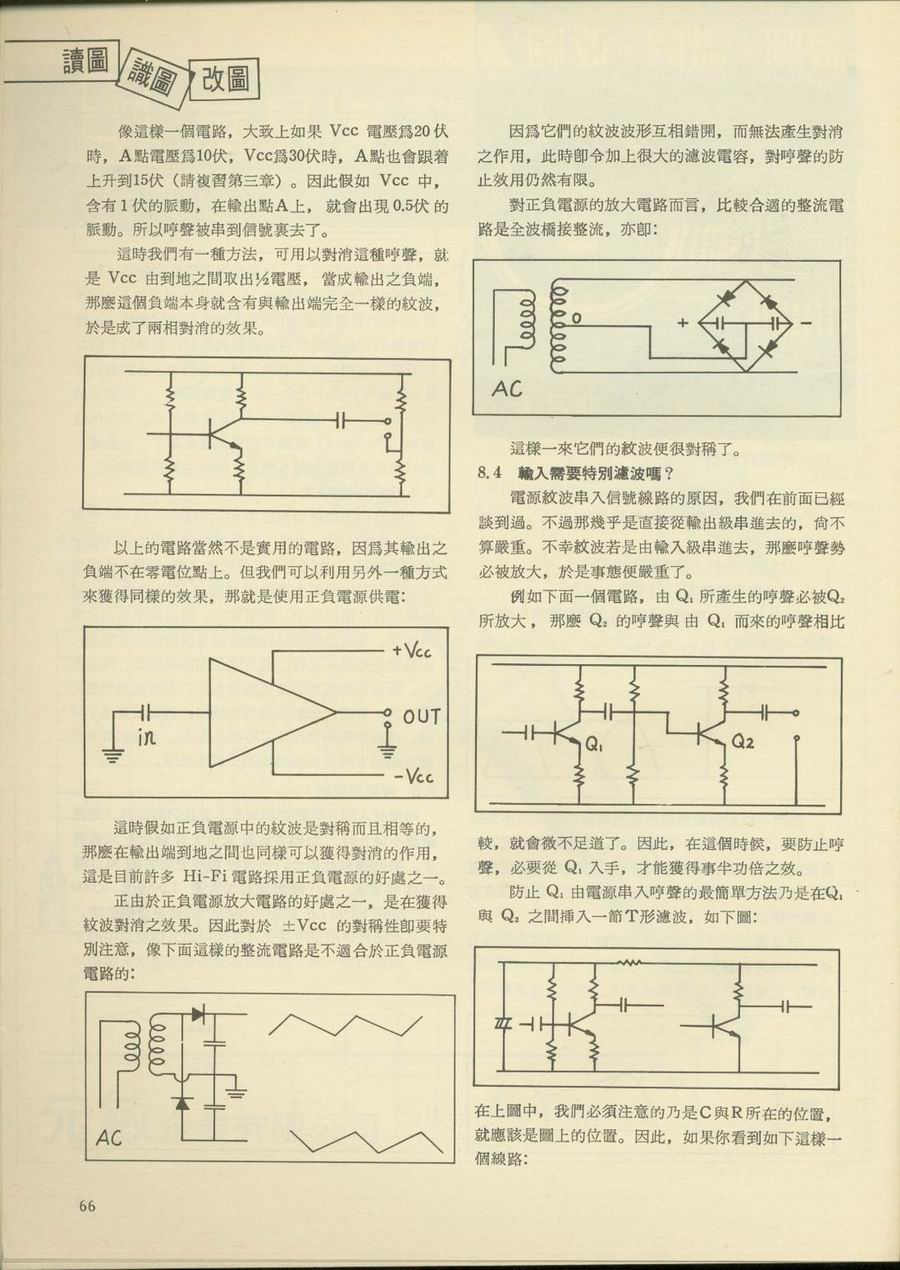 讀圖 識圖 改圖
像這樣一個電路，大致上如果 Vcc 電壓爲20伏
時，A點電壓爲10伏，Vcc爲30伏時，A點也會跟着
上升到15伏（請複習第三章）。因此假如 Vcc 中，
含有1伏的脈動，在輸出點A上， 就會出現 0.5伏 的
脈動。所以哼聲被串到信號裏去了。
這時我們有一種方法，可用以對消這種哼聲，就
是 Vcc 由到地之間取出½電壓， 當成輸出之負端，
那麼這個負端本身就含有與輸出端完全一樣的紋波，
於是成了兩相對消的效果。
以上的電路當然不是實用的電路，因爲其輸出之
負端不在零電位點上。但我們可以利用另外一種方式
來獲得同樣的效果，那就是使用正負電源供電：
+Vcc
in
OUT
-Vcc
這時假如正負電源中的紋波是對稱而且相等的，
那麼在輸出端到地之間也同樣可以獲得對消的作用，
這是目前許多 Hi-Fi 電路採用正負電源的好處之一。
正由於正負電源放大電路的好處之一，是在獲得
紋波對消之效果。因此對於 ±Vcc 的對稱性卽要特
別注意，像下面這樣的整流電路是不適合於正負電源
電路的：
AC
66
因爲它們的紋波波形互相錯開，而無法產生對消
之作用，此時卽令加上很大的濾波電容，對哼聲的防
止效用仍然有限。
對正負電源的放大電路而言，比較合適的整流電
路是全波橋接整流，亦卽：
0
+
−
AC
這樣一來它們的紋波便很對稱了。
8.4 輸入需要特別濾波嗎？
電源紋波串入信號線路的原因，我們在前面已經
談到過。不過那幾乎是直接從輸出級串進去的，尙不
算嚴重。不幸紋波若是由輸入級串進去，那麼哼聲勢
必被放大，於是事態便嚴重了。
例如下面一個電路，由 Q₁ 所產生的哼聲必被Q₂
所放大， 那麼 Q₂ 的哼聲與 由 Q₁ 而來的哼聲相比
Q₁
Q2
較，就會微不足道了。因此，在這個時候，要防止哼
聲，必要從 Q₁ 入手，才能獲得事半功倍之效。
防止 Q₁ 由電源串入哼聲的最簡單方法乃是在Q₁
與 Q₂ 之間揷入一節T形濾波，如下圖：
在上圖中，我們必須注意的乃是C與R所在的位置，
就應該是圖上的位置。因此，如果你看到如下這樣一
個線路：